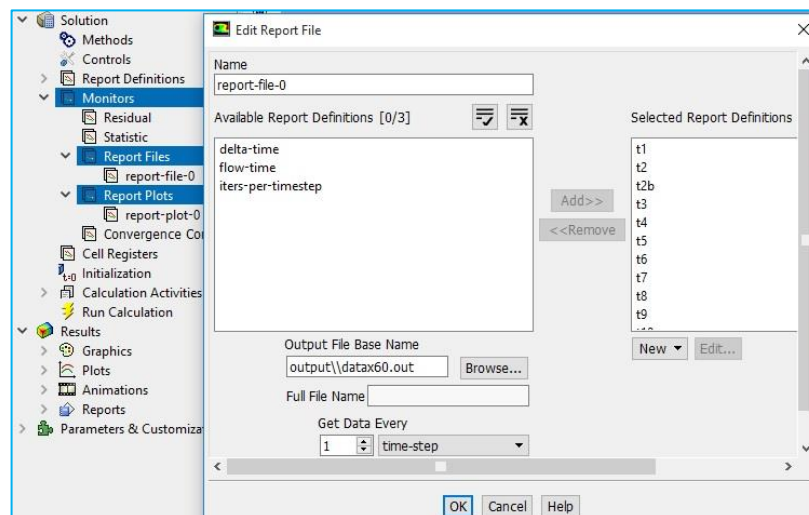 Solution
Methods
Controls
Report Definitions
Monitors
Residual
Statistic
Report Files
report-file-0
Report Plots
report-plot-0
Convergence Co
Cell Registers
Initialization
Calculation Activities
Run Calculation
Results
Graphics
Plots
Animations
Reports
Parameters & Customiza
Edit Report File
Name
report-file-0
Available Report Definitions [0/3]
delta-time
flow-time
iters-per-timestep
Add>>
<<Remove
Selected Report Definitions
t1
t2
t2b
t3
t4
t5
t6
t7
t8
t9
New
Edit...
Output File Base Name
output\\datax60.out
Browse...
Full File Name
Get Data Every
1 time-step
OK Cancel Help